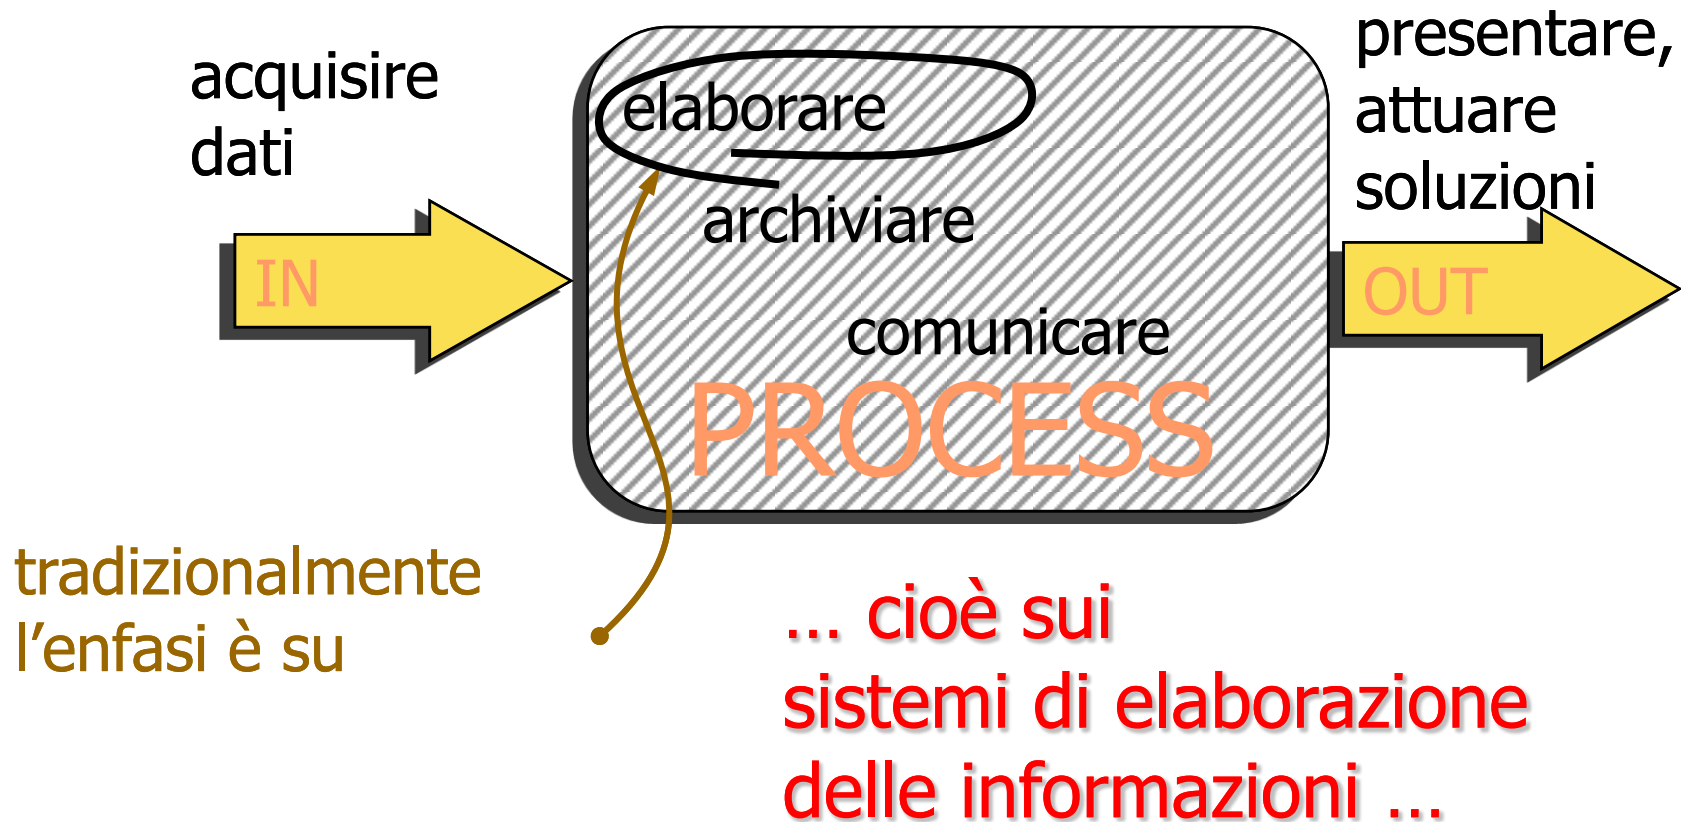 acquisire
dati
IN
elaborare
archiviare
comunicare
PROCESS
presentare,
attuare
soluzioni
OUT
tradizionalmente
l’enfasi è su
… cioè sui
sistemi di elaborazione
delle informazioni …